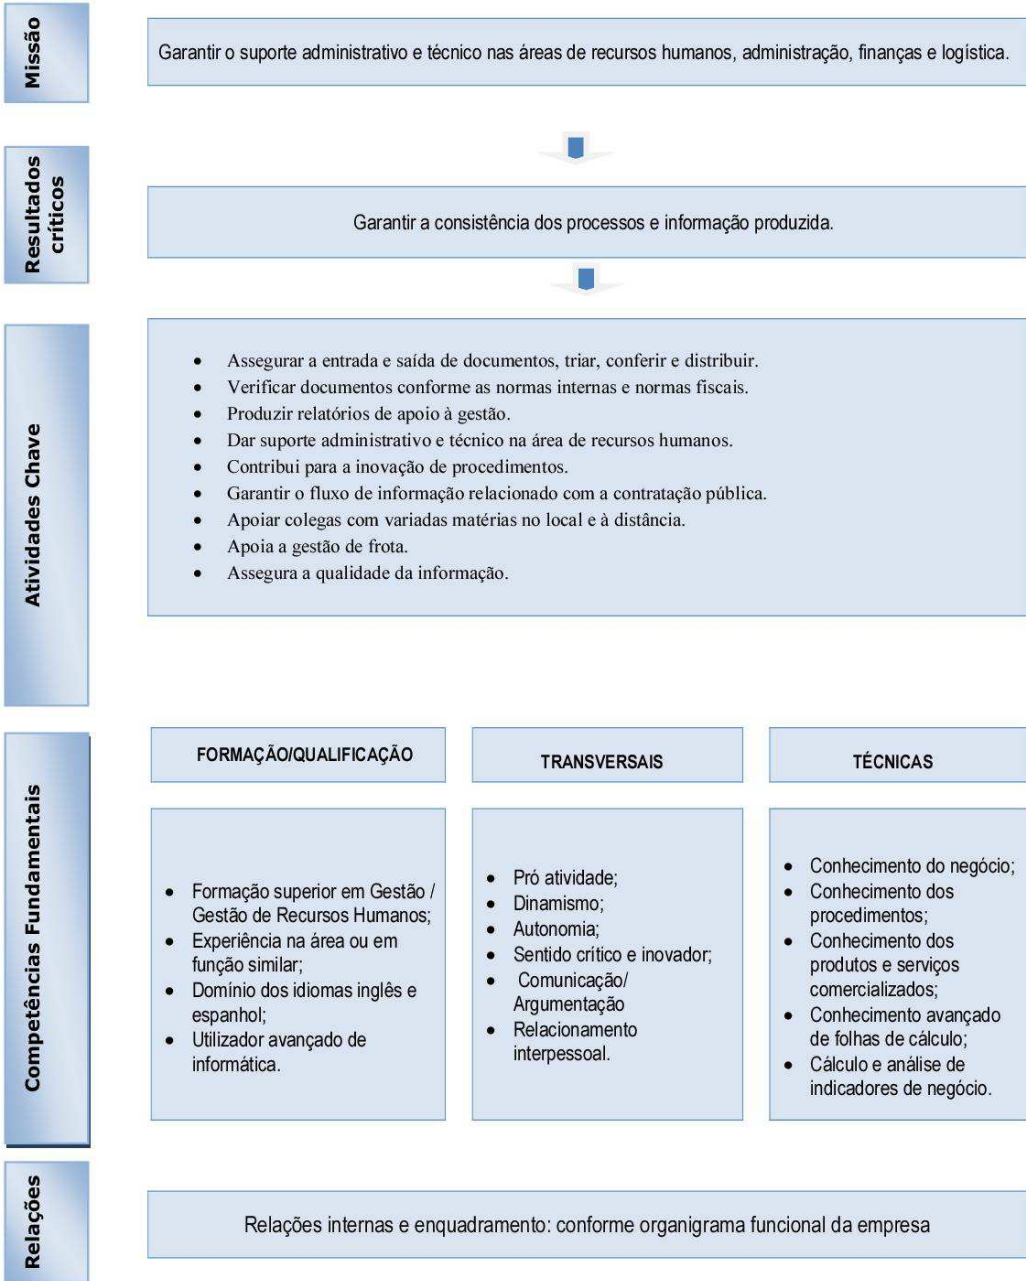 Missão
Garantir o suporte administrativo e técnico nas áreas de recursos humanos, administração, finanças e logística.
Resultados
críticos
Garantir a consistência dos processos e informação produzida.
Atividades Chave
• Assegurar a entrada e saída de documentos, triar, conferir e distribuir.
• Verificar documentos conforme as normas internas e normas fiscais.
• Produzir relatórios de apoio à gestão.
• Dar suporte administrativo e técnico na área de recursos humanos.
• Contribui para a inovação de procedimentos.
• Garantir o fluxo de informação relacionado com a contratação pública.
• Apoiar colegas com variadas matérias no local e à distância.
• Apoia a gestão de frota.
• Assegura a qualidade da informação.
Competências Fundamentais
FORMAÇÃO/QUALIFICAÇÃO
• Formação superior em Gestão /
Gestão de Recursos Humanos;
• Experiência na área ou em
função similar;
• Domínio dos idiomas inglês e
espanhol;
• Utilizador avançado de
informática.
TRANSVERSAIS
• Pró atividade;
• Dinamismo;
• Autonomia;
• Sentido crítico e inovador;
• Comunicação/
Argumentação
• Relacionamento
interpessoal.
TÉCNICAS
• Conhecimento do negócio;
• Conhecimento dos
procedimentos;
• Conhecimento dos
produtos e serviços
comercializados;
• Conhecimento avançado
de folhas de cálculo;
• Cálculo e análise de
indicadores de negócio.
Relações
Relações internas e enquadramento: conforme organigrama funcional da empresa